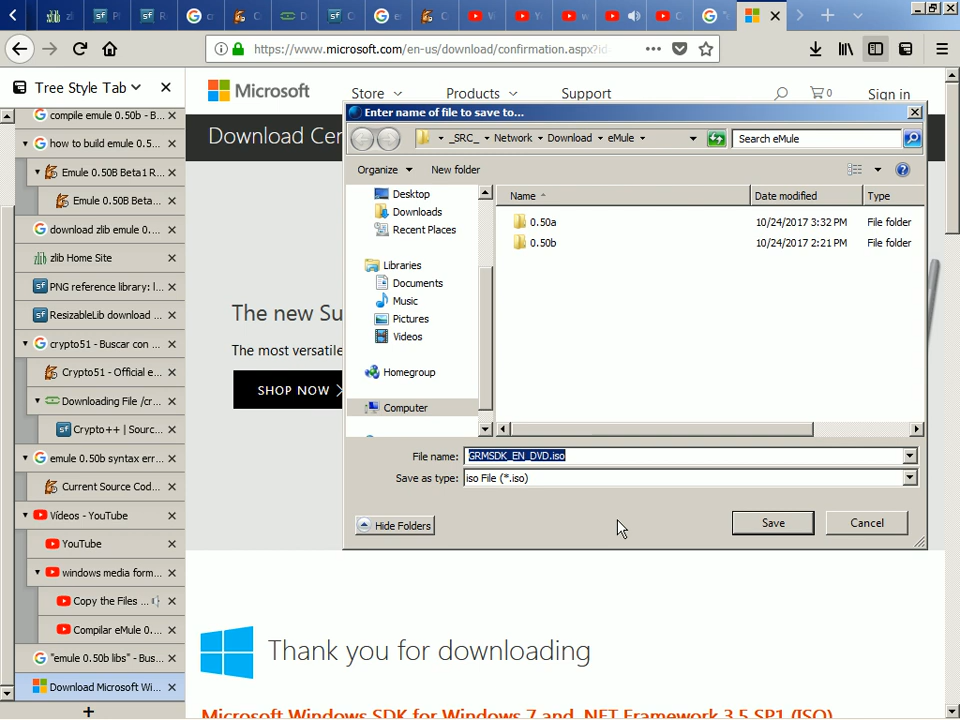 https://www.microsoft.com/en-us/download/confirmation.aspx?id
Tree Style Tab
compile emule 0.50b - B...
how to build emule 0.5...
Emule 0.50B Beta1 R...
Emule 0.50B Beta...
download zlib emule 0....
zlib Home Site
PNG reference library: l...
ResizableLib download ...
crypto51 - Buscar con ...
Crypto51 - Official e...
Downloading File /cr...
Crypto++ | Sourc...
emule 0.50b syntax err...
Current Source Cod...
Vídeos - YouTube
YouTube
windows media form...
Copy the Files ...
Compilar eMule 0....
"emule 0.50b libs" - Bus...
Download Microsoft Wi...
Microsoft
Store
Products
Support
Sign in
Download Cen
The new Su
The most versatile
SHOP NOW
Enter name of file to save to...
_SRC_
Network
Download
eMule
Search eMule
Organize
New folder
Desktop
Downloads
Recent Places
Libraries
Documents
Music
Pictures
Videos
Homegroup
Computer
Name
Date modified
Type
0.50a
10/24/2017 3:32 PM
File folder
0.50b
10/24/2017 2:21 PM
File folder
File name:
GRMSDK_EN_DVD.iso
Save as type:
iso File (*.iso)
Hide Folders
Save
Cancel
Thank you for downloading
Microsoft Windows SDK for Windows 7 and .NET Framework 3.5 SP1 (ISO)